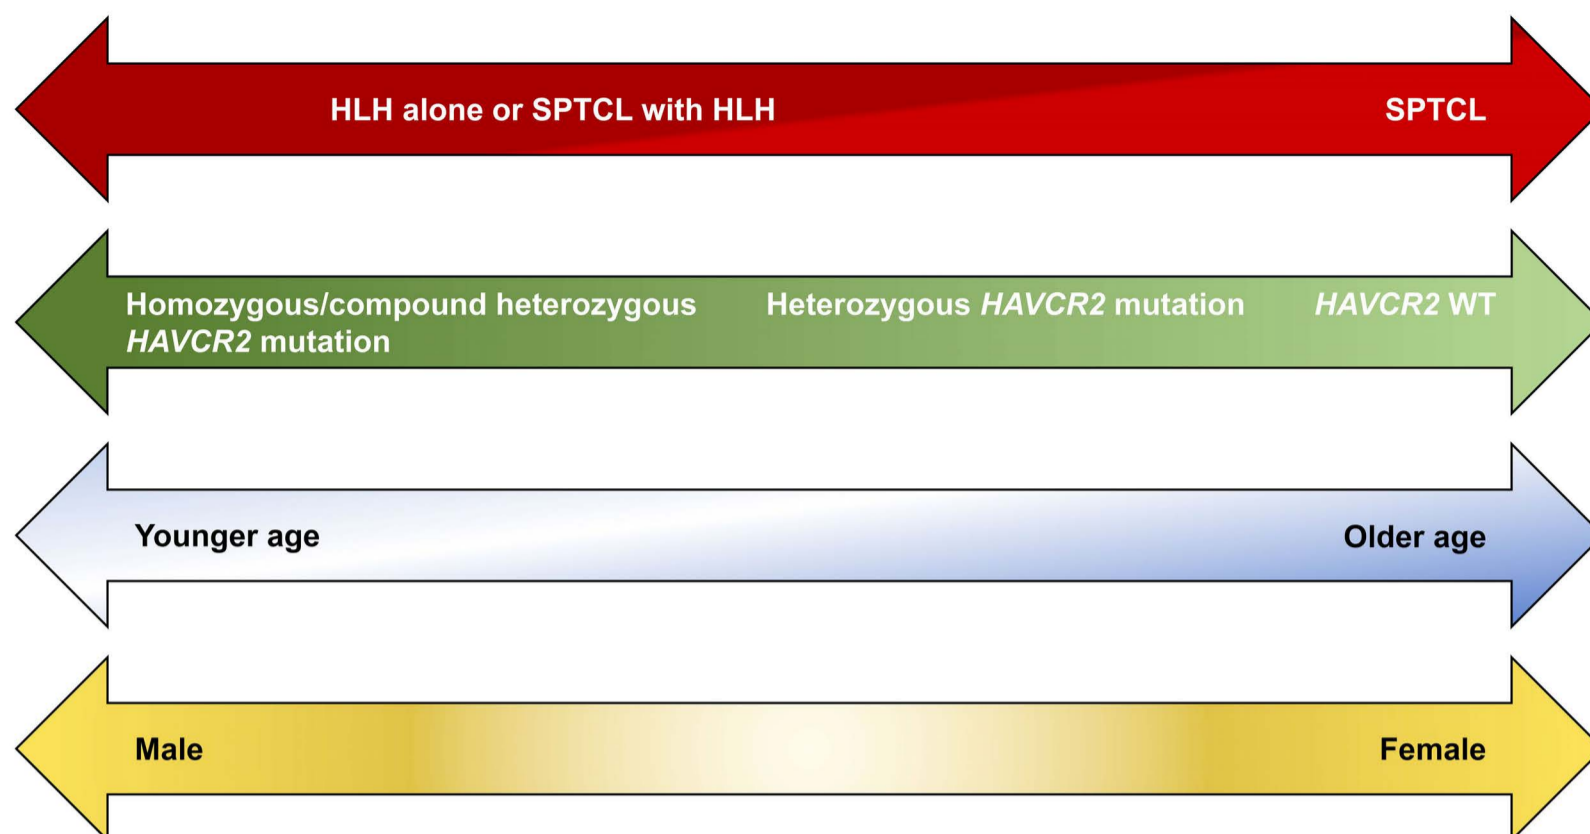 HLH alone or SPTCL with HLH SPTCL
Homozygous/compound heterozygous Heterozygous HAVCR2 mutation HAVCR2 WT
HAVCR2 mutation
Younger age Older age
Male Female